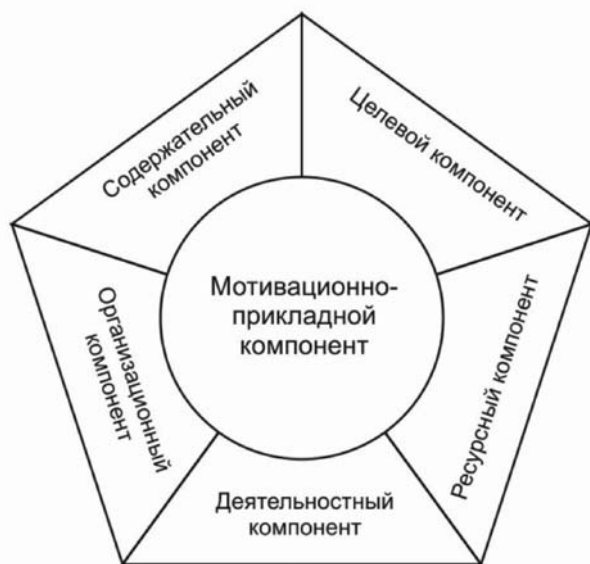 Содержательный
компонент
Целевой компонент
Мотивационно-
прикладной
компонент
Организационный
компонент
Ресурсный компонент
Деятельностный
компонент